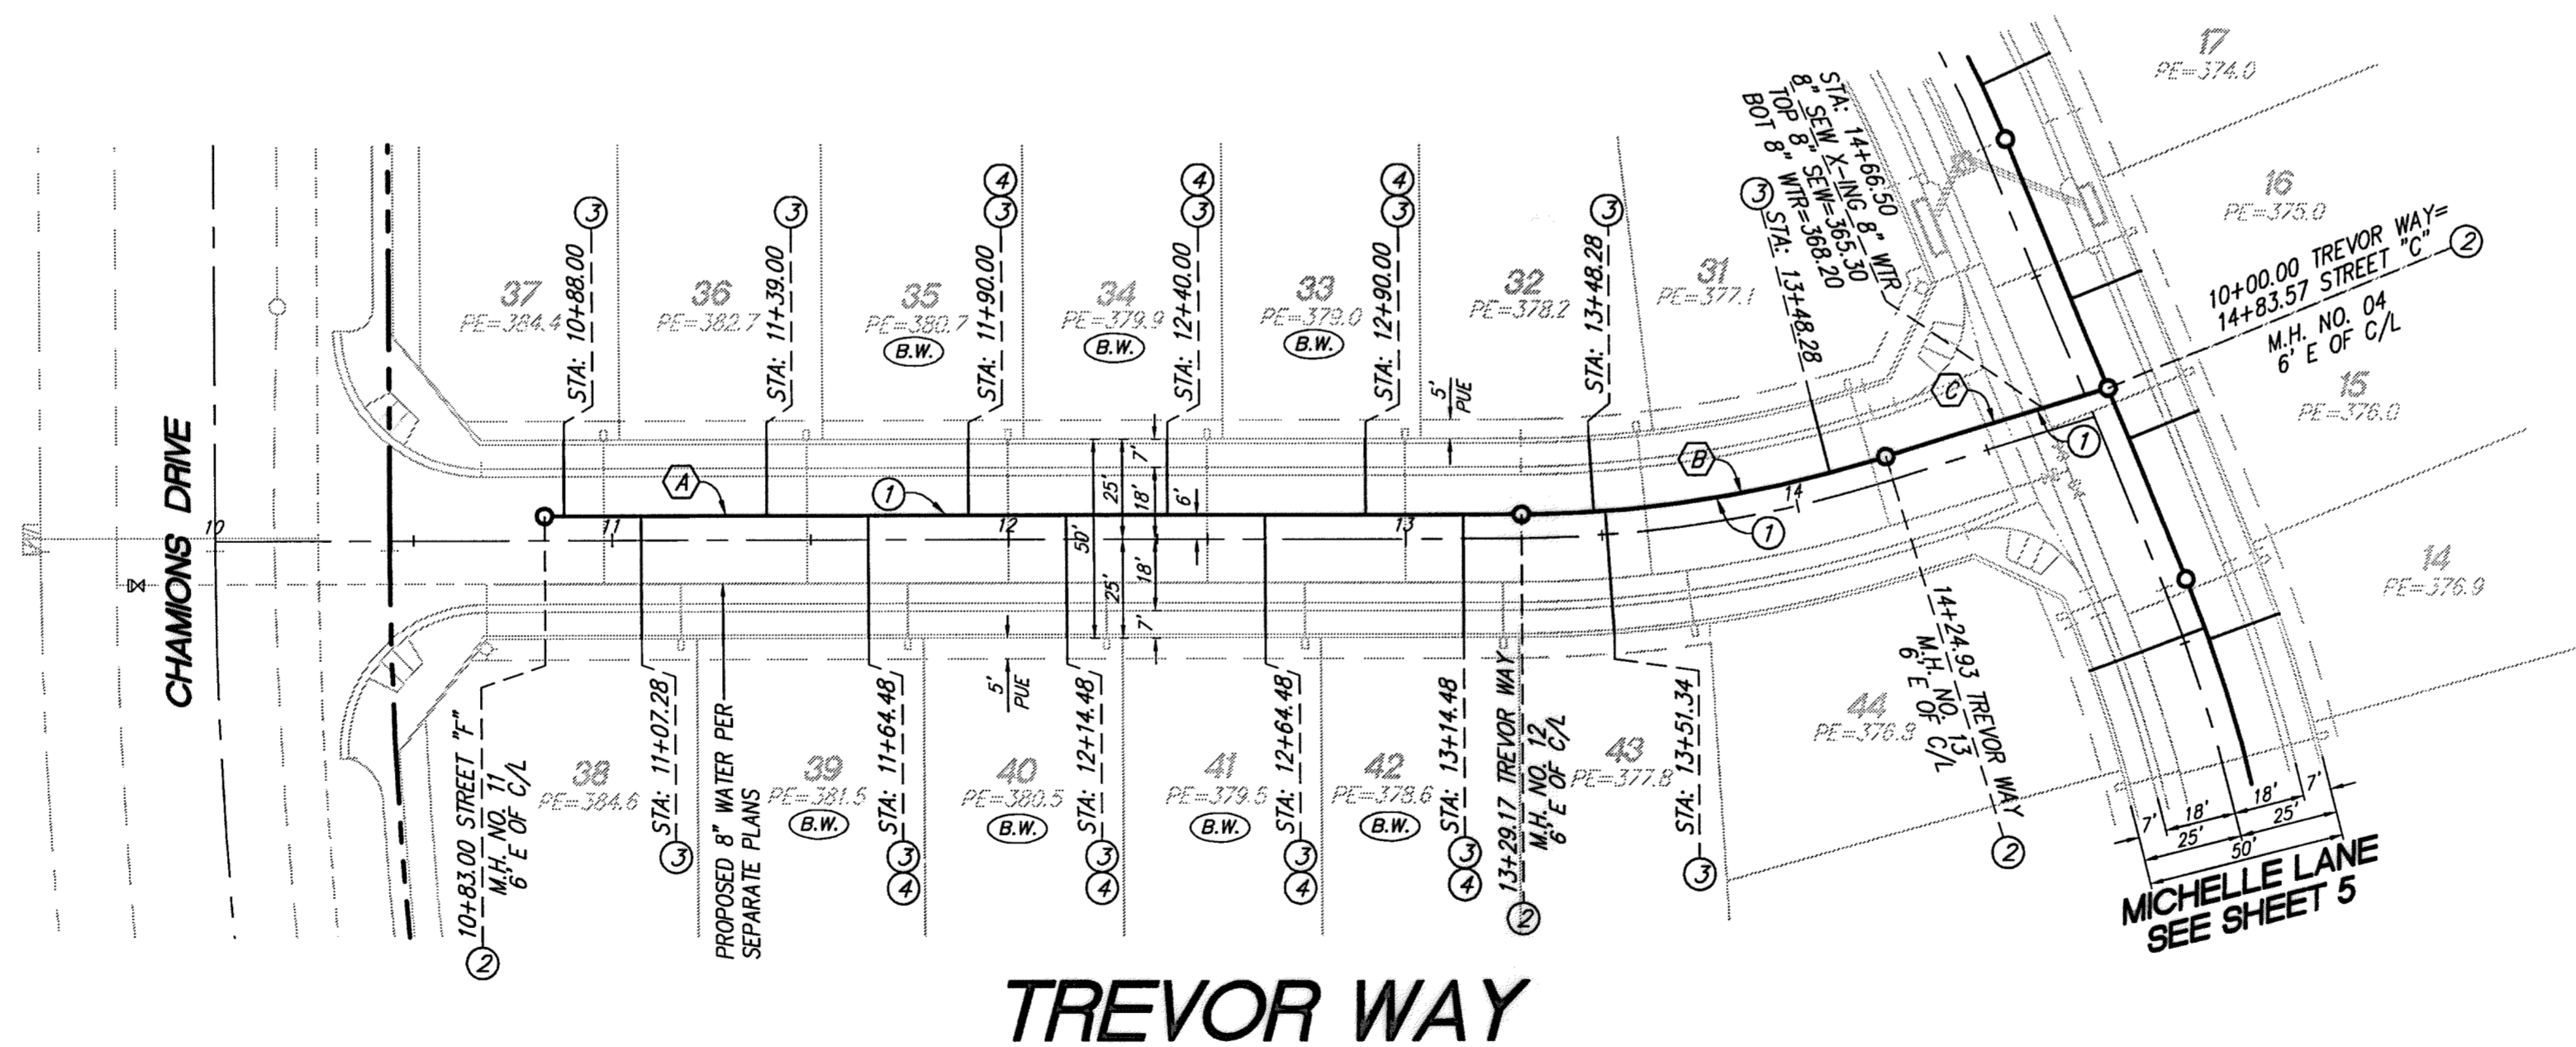 17
PE=374.0
16
PE=375.0
10+00.00 TREVOR WAY=
14+83.57 STREET "C"
2
M.H. NO. 04
6' E OF C/L
15
PE=376.0
14
PE=376.9
STA: 14+66.50
8" SEW X-ING 8" WTR
TOP 8" SEW=365.30
BOT 8" WTR=368.20
3
STA: 13+48.28
3
STA: 10+88.00
3
STA: 11+39.00
4
3
STA: 11+90.00
4
3
STA: 12+40.00
4
3
STA: 12+90.00
3
STA: 13+48.28
37
PE=384.4
36
PE=382.7
35
PE=380.7
B.W.
34
PE=379.9
B.W.
33
PE=379.0
B.W.
32
PE=378.2
31
PE=377.1
5'
PUE
CHAMIONS DRIVE
10
11
12
13
14
A
1
B
1
C
1
7'
25'
18'
6'
50'
25'
18'
7'
5'
PUE
10+83.00 STREET "F"
M.H. NO. 11
6' E OF C/L
2
38
PE=384.6
STA: 11+07.28
3
PROPOSED 8" WATER PER
SEPARATE PLANS
39
PE=381.5
B.W.
STA: 11+64.48
3
4
40
PE=380.5
B.W.
STA: 12+14.48
3
4
41
PE=379.5
B.W.
STA: 12+64.48
3
4
42
PE=378.6
B.W.
STA: 13+14.48
3
4
13+29.17 TREVOR WAY
M.H. NO. 12
6' E OF C/L
2
43
PE=377.8
STA: 13+51.34
3
44
PE=376.8
14+24.93 TREVOR WAY
M.H. NO. 13
6' E OF C/L
2
7'
18'
18'
7'
25'
25'
50'
MICHELLE LANE
SEE SHEET 5
TREVOR WAY